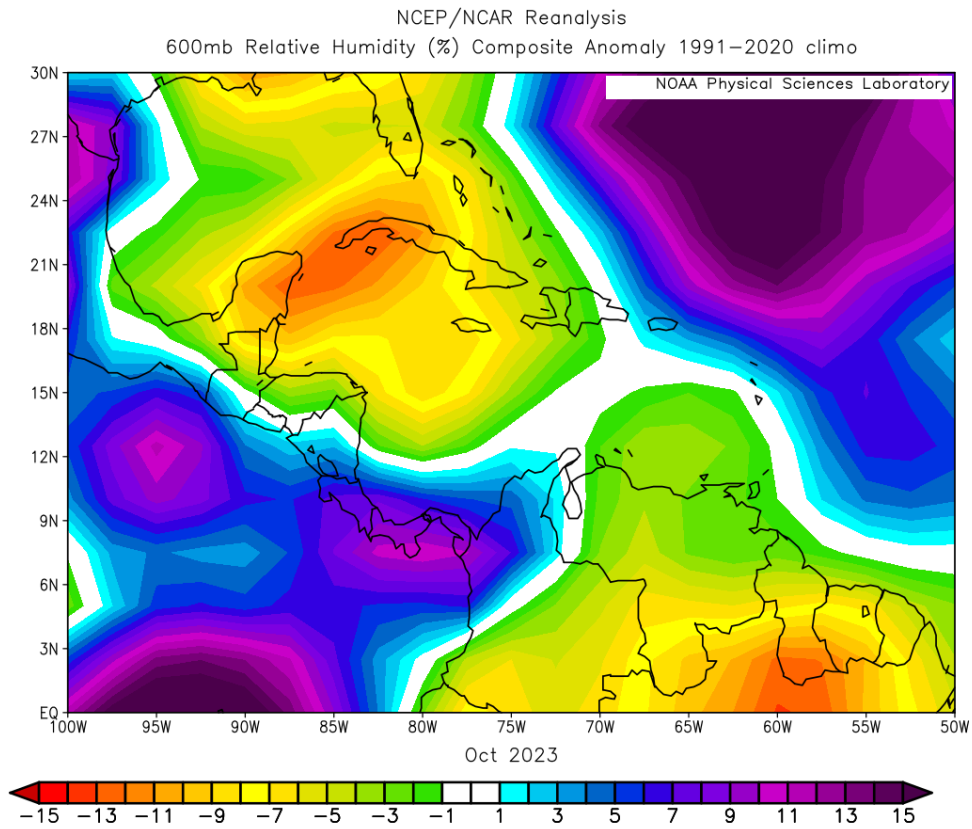 NCEP/NCAR Reanalysis
600mb Relative Humidity (%) Composite Anomaly 1991-2020 climo
NOAA Physical Sciences Laboratory
30N
27N
24N
21N
18N
15N
12N
9N
6N
3N
EQ
100W 95W 90W 85W 80W 75W 70W 65W 60W 55W 50W
Oct 2023
-15 -13 -11 -9 -7 -5 -3 -1 1 3 5 7 9 11 13 15